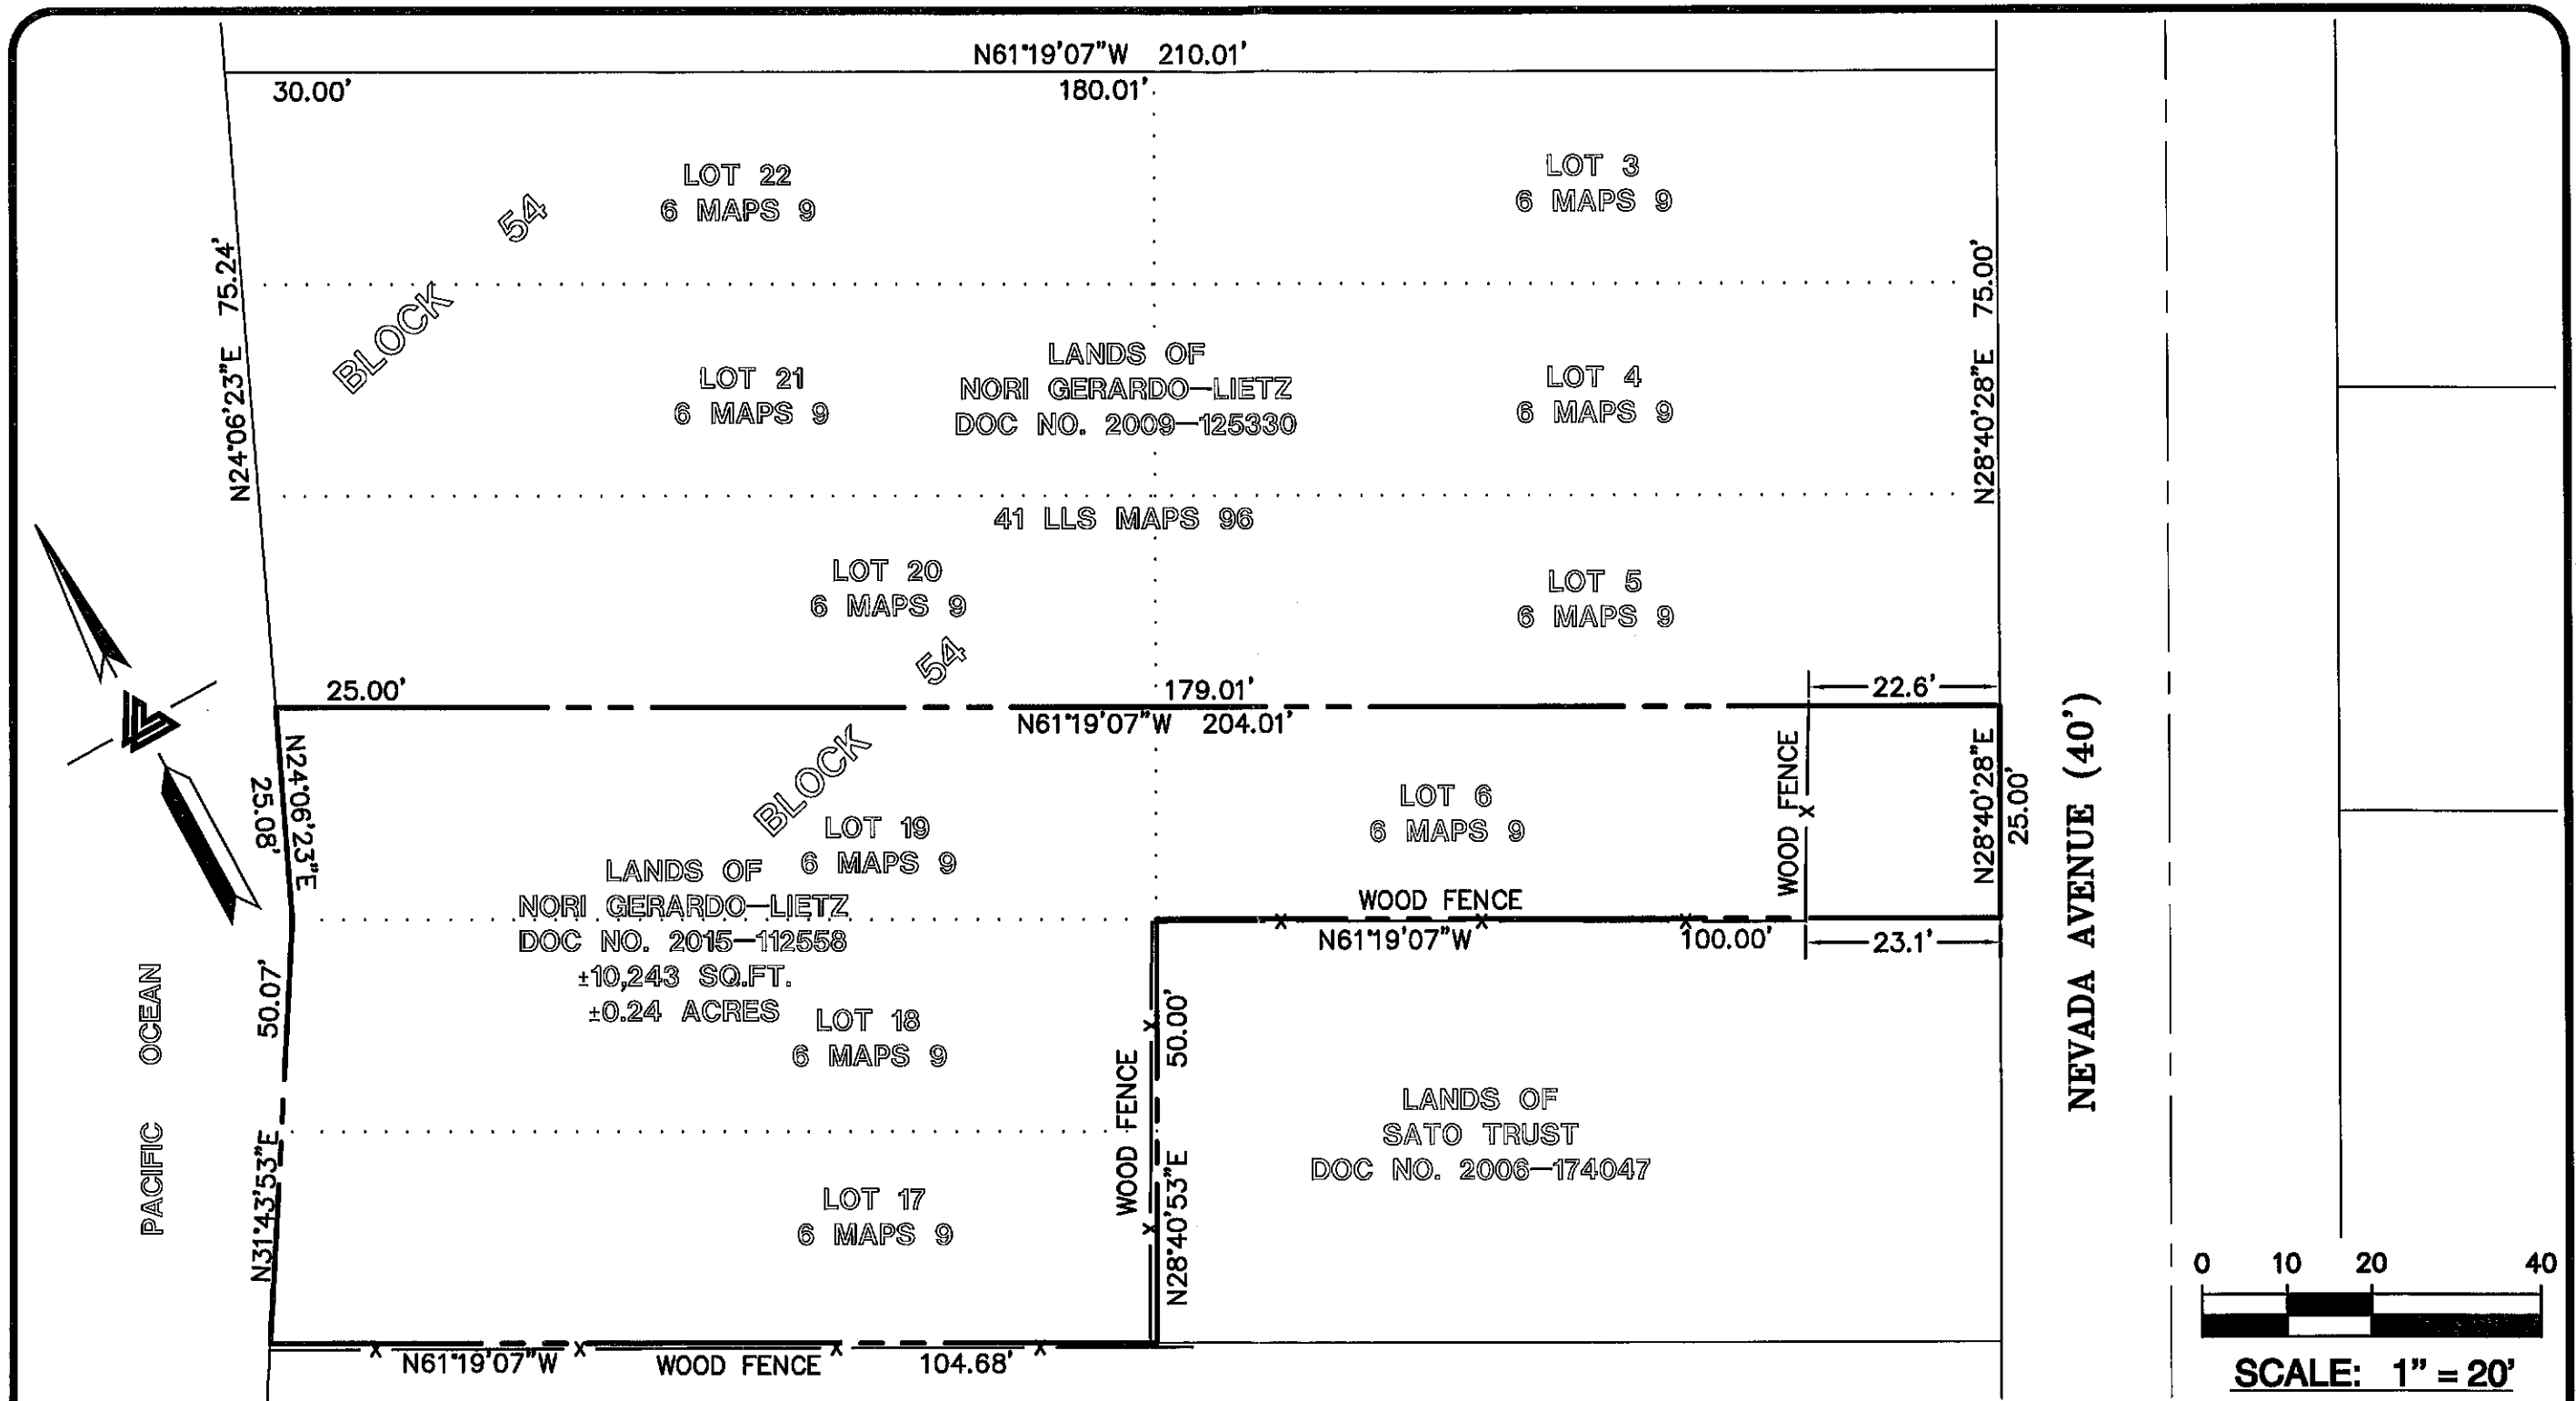 N61°19'07"W 210.01'
30.00'
180.01'
LOT 22
6 MAPS 9
LOT 3
6 MAPS 9
BLOCK 54
N24°06'23"E 75.24'
N28°40'28"E 75.00'
LANDS OF
NORI GERARDO-LIETZ
DOC NO. 2009-125330
LOT 21
6 MAPS 9
LOT 4
6 MAPS 9
41 LLS MAPS 96
LOT 20
6 MAPS 9
LOT 5
6 MAPS 9
25.00'
179.01'
22.6'
N61°19'07"W 204.01'
BLOCK 54
N24°06'23"E
25.08'
LOT 19
6 MAPS 9
LOT 6
6 MAPS 9
WOOD FENCE
N28°40'28"E
25.00'
NEVADA AVENUE (40')
LANDS OF
NORI GERARDO-LIETZ
DOC NO. 2015-112558
±10,243 SQ.FT.
±0.24 ACRES
WOOD FENCE
N61°19'07"W 100.00'
23.1'
PACIFIC OCEAN
N31°43'53"E 50.07'
LOT 18
6 MAPS 9
WOOD FENCE
N28°40'53"E 50.00'
LANDS OF
SATO TRUST
DOC NO. 2006-174047
LOT 17
6 MAPS 9
N61°19'07"W WOOD FENCE 104.68'
0 10 20 40
SCALE: 1" = 20'